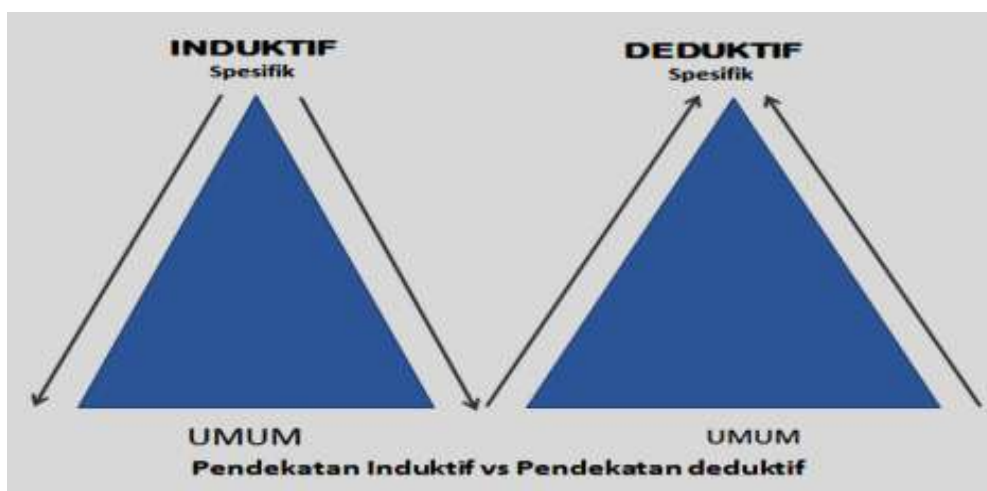 INDUKTIF
Spesifik
DEDUKTIF
Spesifik
UMUM
UMUM
Pendekatan Induktif vs Pendekatan deduktif